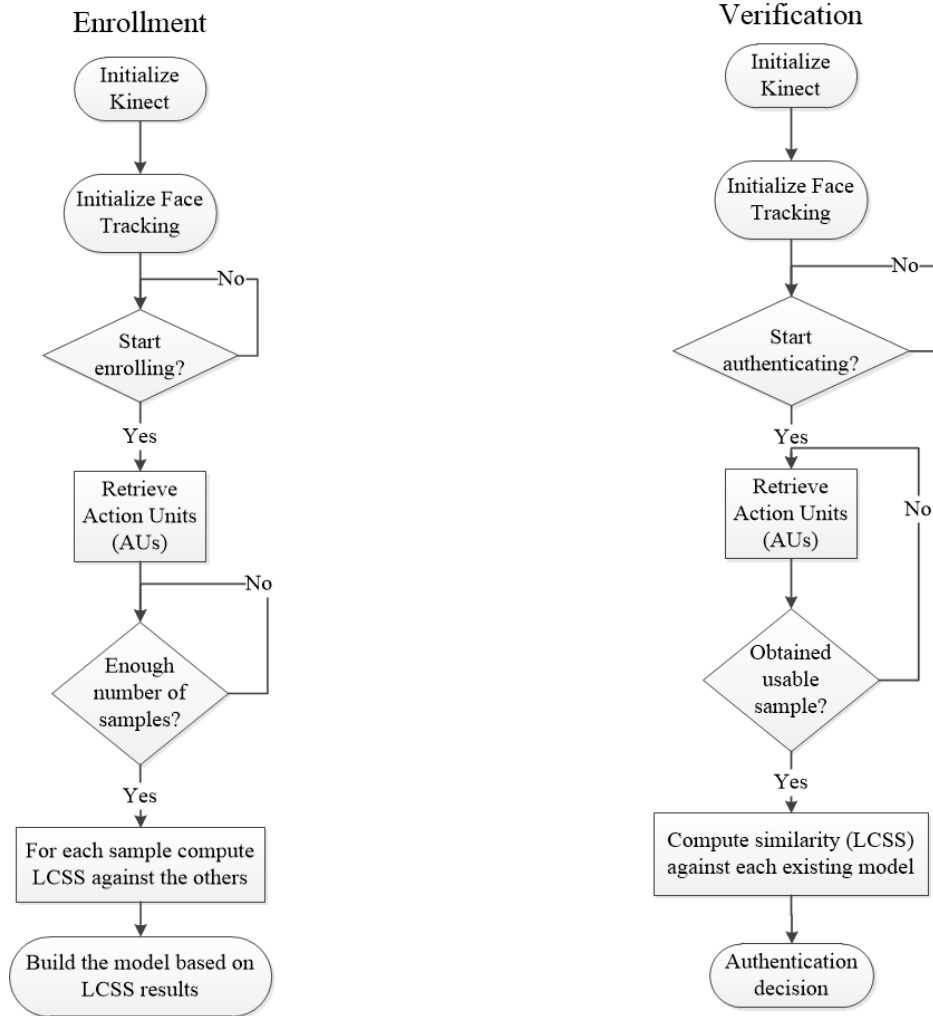 Enrollment
Initialize
Kinect
Initialize Face
Tracking
No
Start
enrolling?
Yes
Retrieve
Action Units
(AUs)
No
Enough
number of
samples?
Yes
For each sample compute
LCSS against the others
Build the model based on
LCSS results
Verification
Initialize
Kinect
Initialize Face
Tracking
No
Start
authenticating?
Yes
Retrieve
Action Units
(AUs)
No
Obtained
usable
sample?
Yes
Compute similarity (LCSS)
against each existing model
Authentication
decision